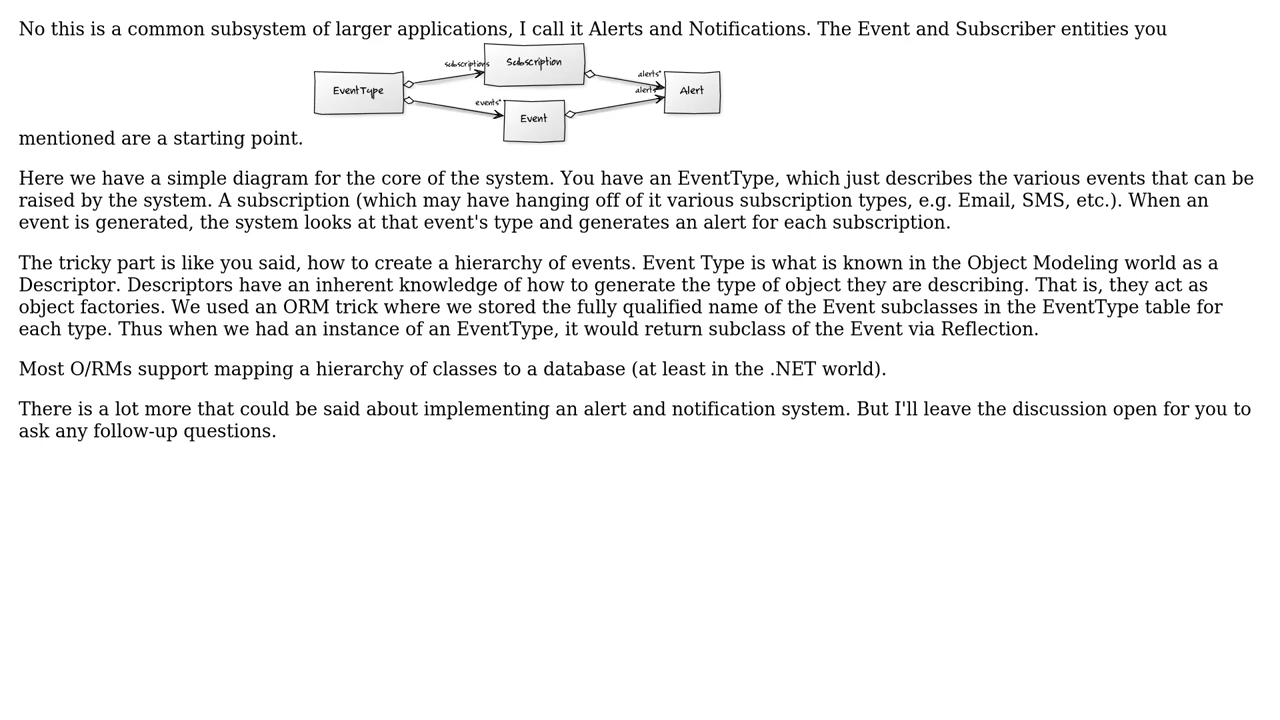 No this is a common subsystem of larger applications, I call it Alerts and Notifications. The Event and Subscriber entities you
subscriptions
Subscription
alerts*
EventType
alerts*
Alert
events*
Event
mentioned are a starting point.
Here we have a simple diagram for the core of the system. You have an EventType, which just describes the various events that can be
raised by the system. A subscription (which may have hanging off of it various subscription types, e.g. Email, SMS, etc.). When an
event is generated, the system looks at that event's type and generates an alert for each subscription.
The tricky part is like you said, how to create a hierarchy of events. Event Type is what is known in the Object Modeling world as a
Descriptor. Descriptors have an inherent knowledge of how to generate the type of object they are describing. That is, they act as
object factories. We used an ORM trick where we stored the fully qualified name of the Event subclasses in the EventType table for
each type. Thus when we had an instance of an EventType, it would return subclass of the Event via Reflection.
Most O/RMs support mapping a hierarchy of classes to a database (at least in the .NET world).
There is a lot more that could be said about implementing an alert and notification system. But I'll leave the discussion open for you to
ask any follow-up questions.